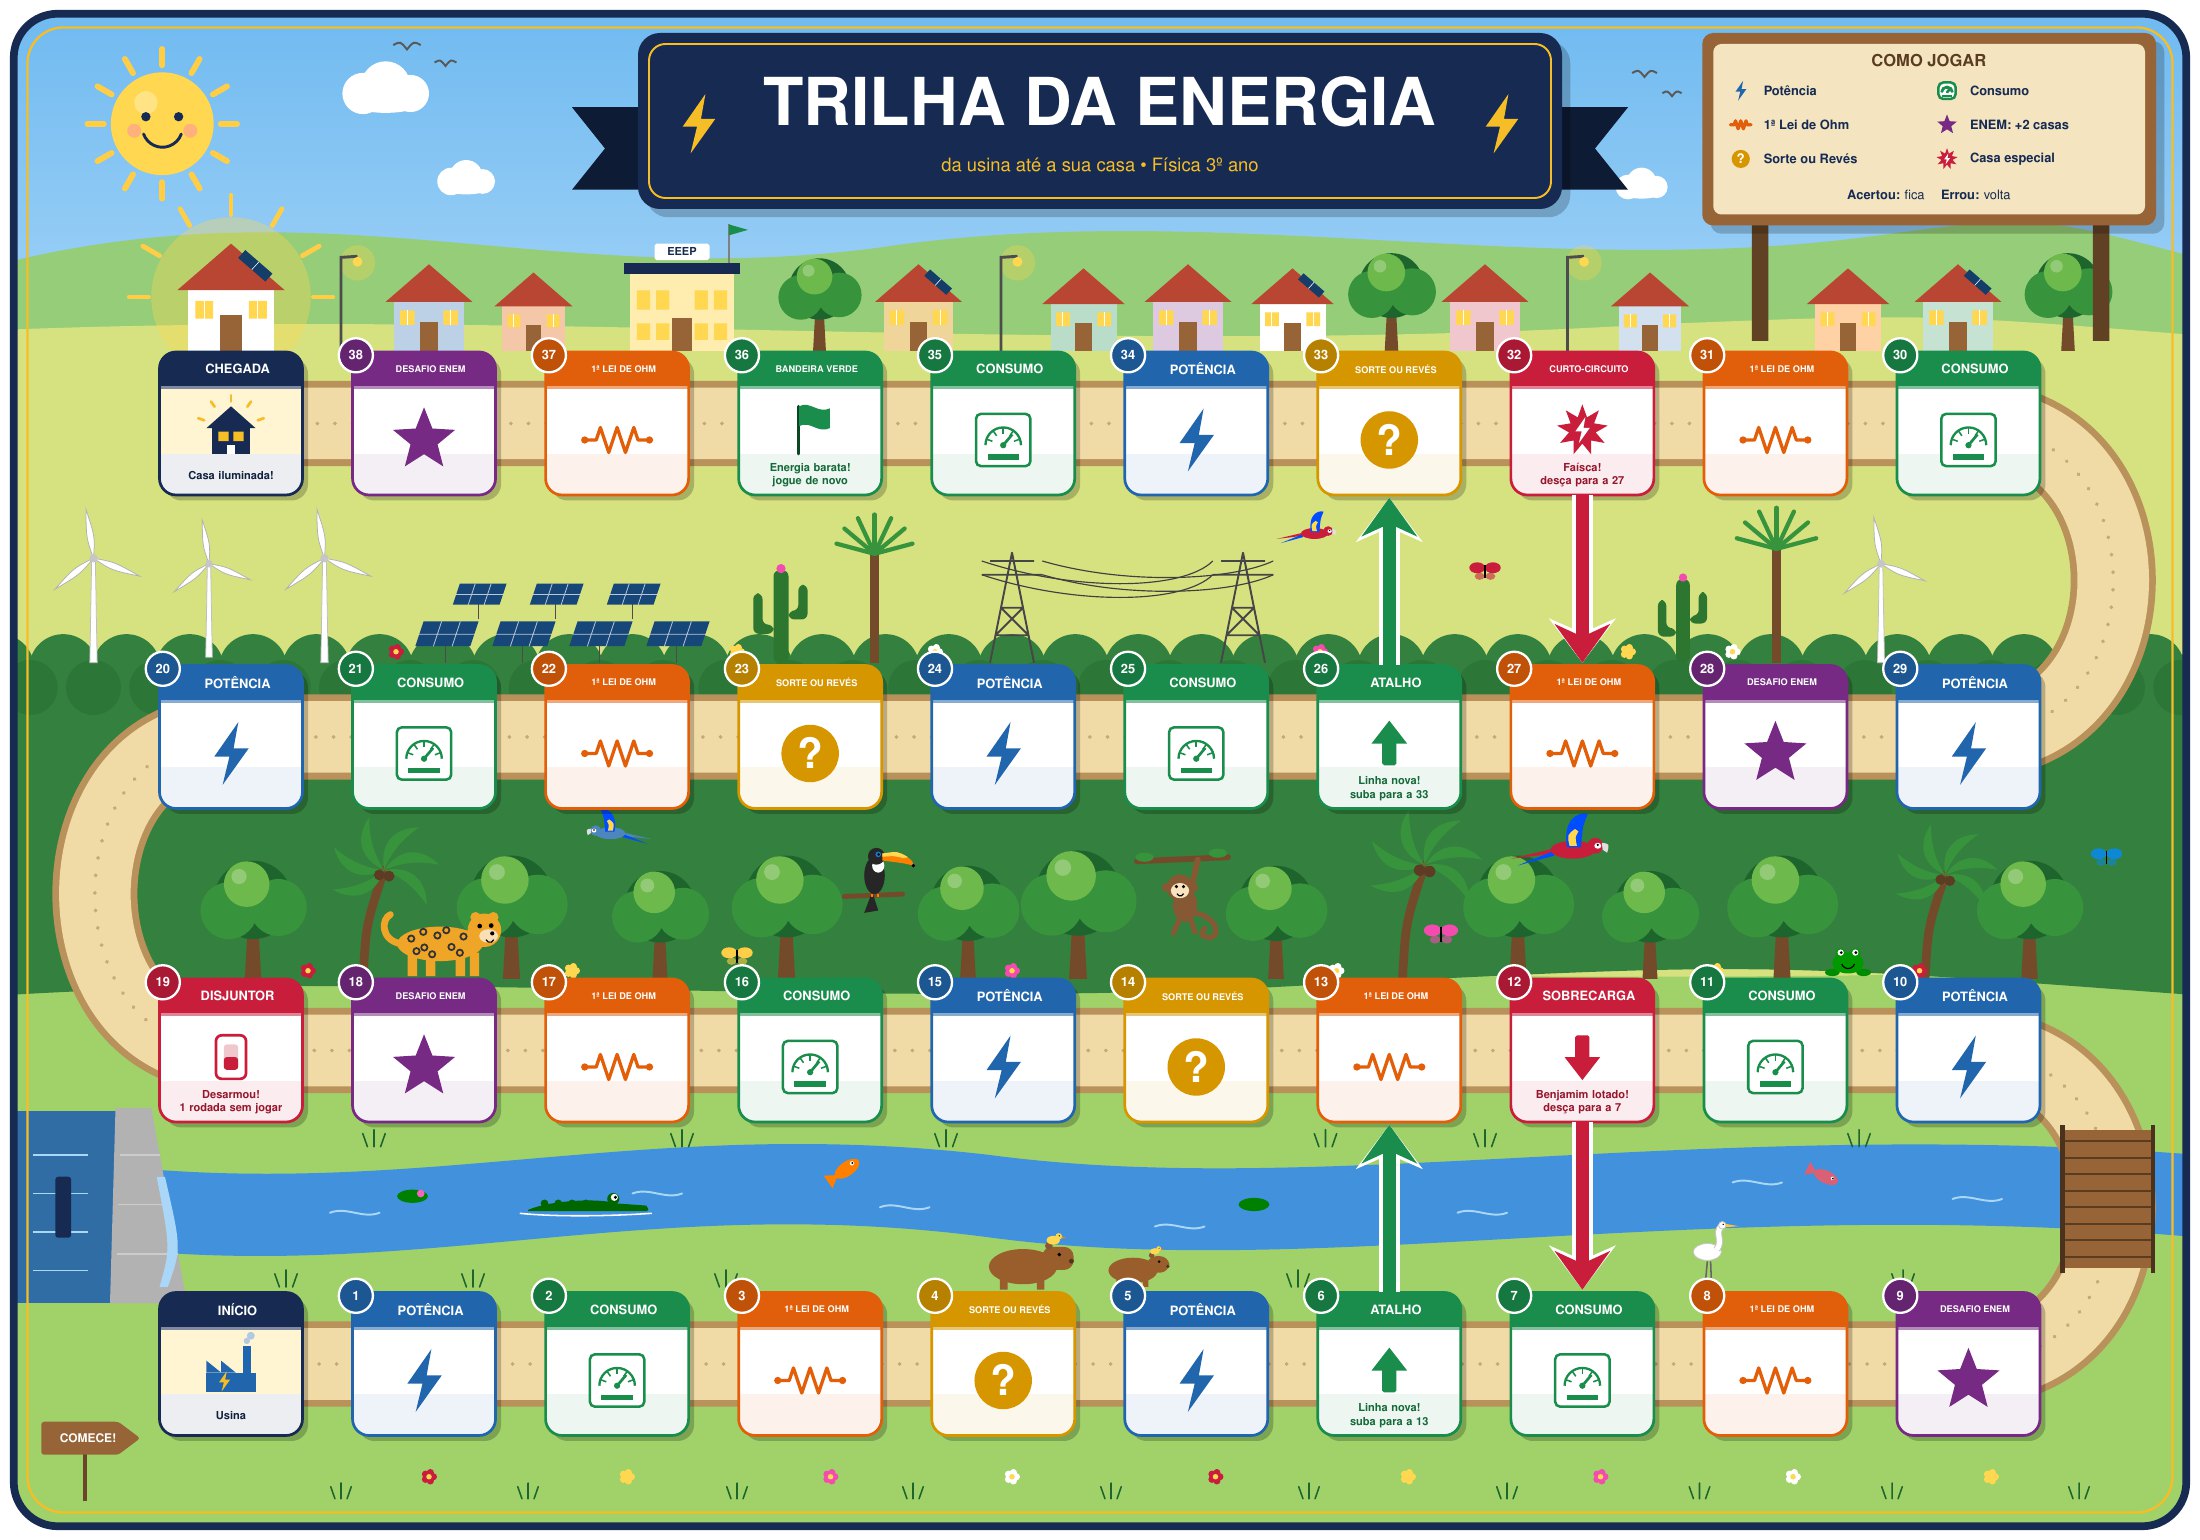 TRILHA DA ENERGIA
da usina até a sua casa • Física 3º ano
COMO JOGAR
Potência
Consumo
1ª Lei de Ohm
ENEM: +2 casas
Sorte ou Revés
Casa especial
Acertou: fica Errou: volta
EEEP
CHEGADA
Casa iluminada!
38
DESAFIO ENEM
37
1ª LEI DE OHM
36
BANDEIRA VERDE
Energia barata!
jogue de novo
35
CONSUMO
34
POTÊNCIA
33
SORTE OU REVÉS
?
32
CURTO-CIRCUITO
Faísca!
desça para a 27
31
1ª LEI DE OHM
30
CONSUMO
20
POTÊNCIA
21
CONSUMO
22
1ª LEI DE OHM
23
SORTE OU REVÉS
?
24
POTÊNCIA
25
CONSUMO
26
ATALHO
Linha nova!
suba para a 33
27
1ª LEI DE OHM
28
DESAFIO ENEM
29
POTÊNCIA
19
DISJUNTOR
Desarmou!
1 rodada sem jogar
18
DESAFIO ENEM
17
1ª LEI DE OHM
16
CONSUMO
15
POTÊNCIA
14
SORTE OU REVÉS
?
13
1ª LEI DE OHM
12
SOBRECARGA
Benjamim lotado!
desça para a 7
11
CONSUMO
10
POTÊNCIA
INÍCIO
Usina
1
POTÊNCIA
2
CONSUMO
3
1ª LEI DE OHM
4
SORTE OU REVÉS
?
5
POTÊNCIA
6
ATALHO
Linha nova!
suba para a 13
7
CONSUMO
8
1ª LEI DE OHM
9
DESAFIO ENEM
COMECE!